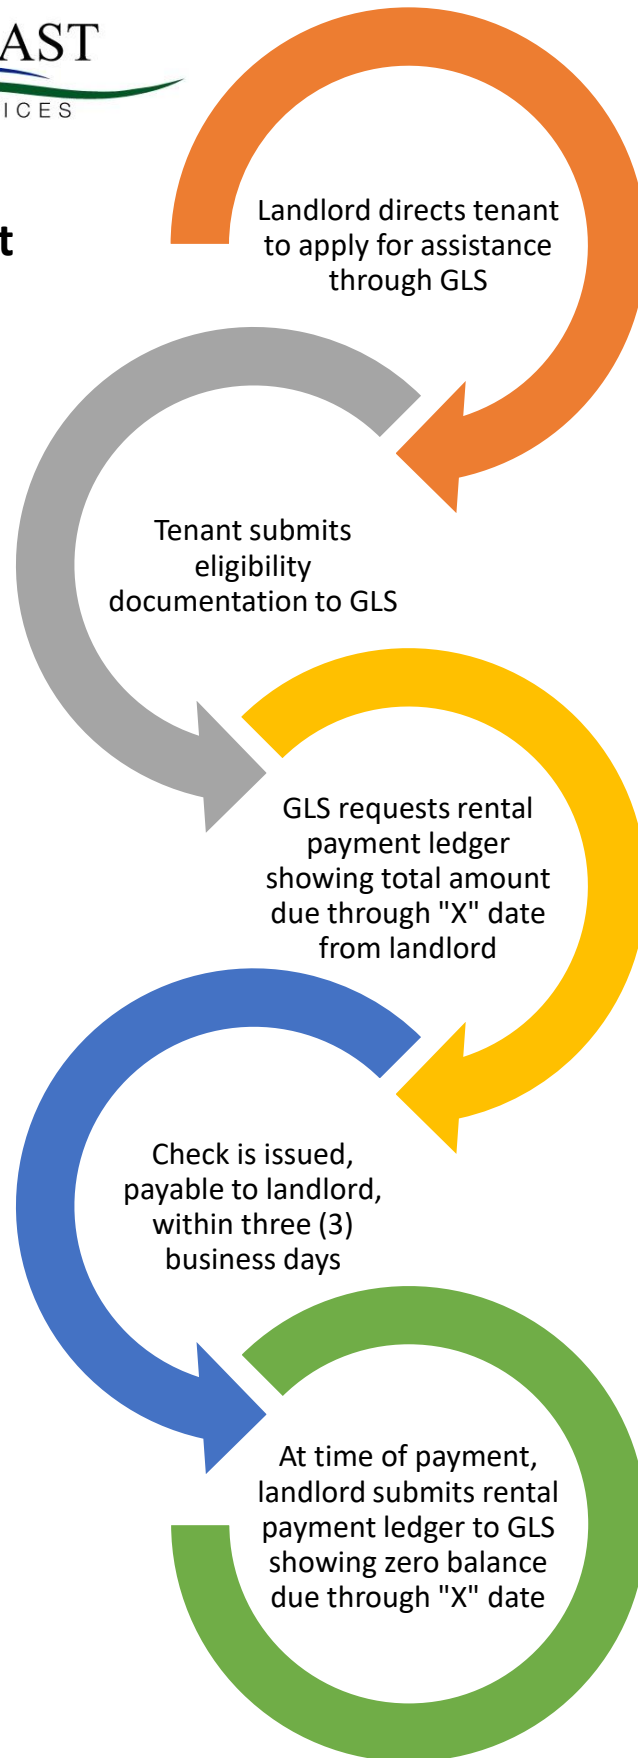 AST
ICES
t
Landlord directs tenant
to apply for assistance
through GLS
Tenant submits
eligibility
documentation to GLS
GLS requests rental
payment ledger
showing total amount
due through "X" date
from landlord
Check is issued,
payable to landlord,
within three (3)
business days
At time of payment,
landlord submits rental
payment ledger to GLS
showing zero balance
due through "X" date